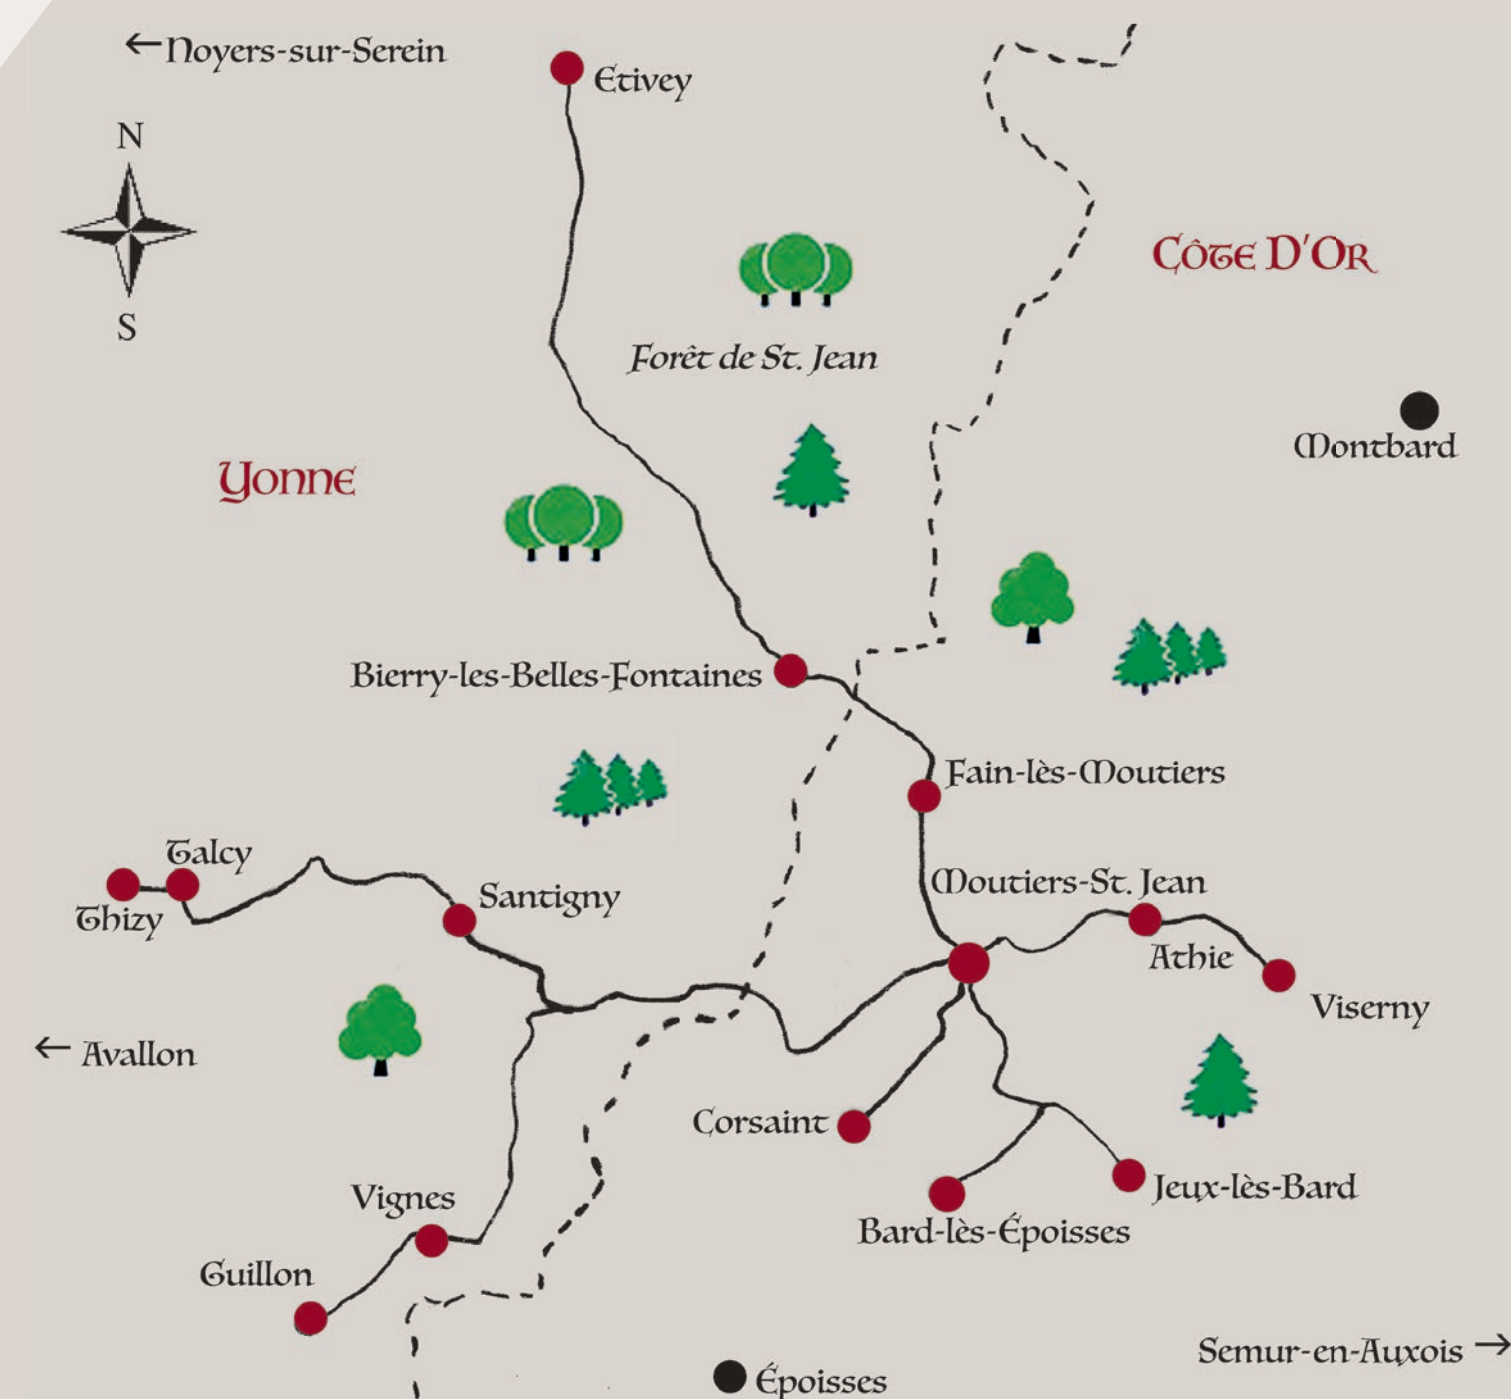 ←Noyers-sur-Serein
Etivey
N
S
CÔTE D'OR
Forêt de St. Jean
Montbard
Yonne
Bierry-les-Belles-Fontaines
Fain-lès-Moutiers
Talcy
Moutiers-St. Jean
Santigny
Thizy
Athie
Viserny
← Avallon
Corsaint
Vignes
Jeux-lès-Bard
Bard-lès-Époisses
Guillon
Semur-en-Auxois →
Époisses